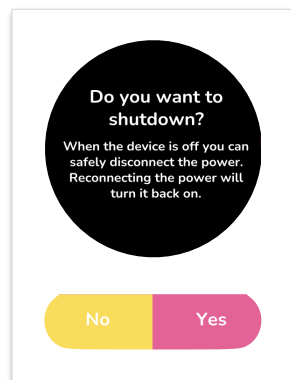 Do you want to
shutdown?
When the device is off you can
safely disconnect the power.
Reconnecting the power will
turn it back on.
No
Yes